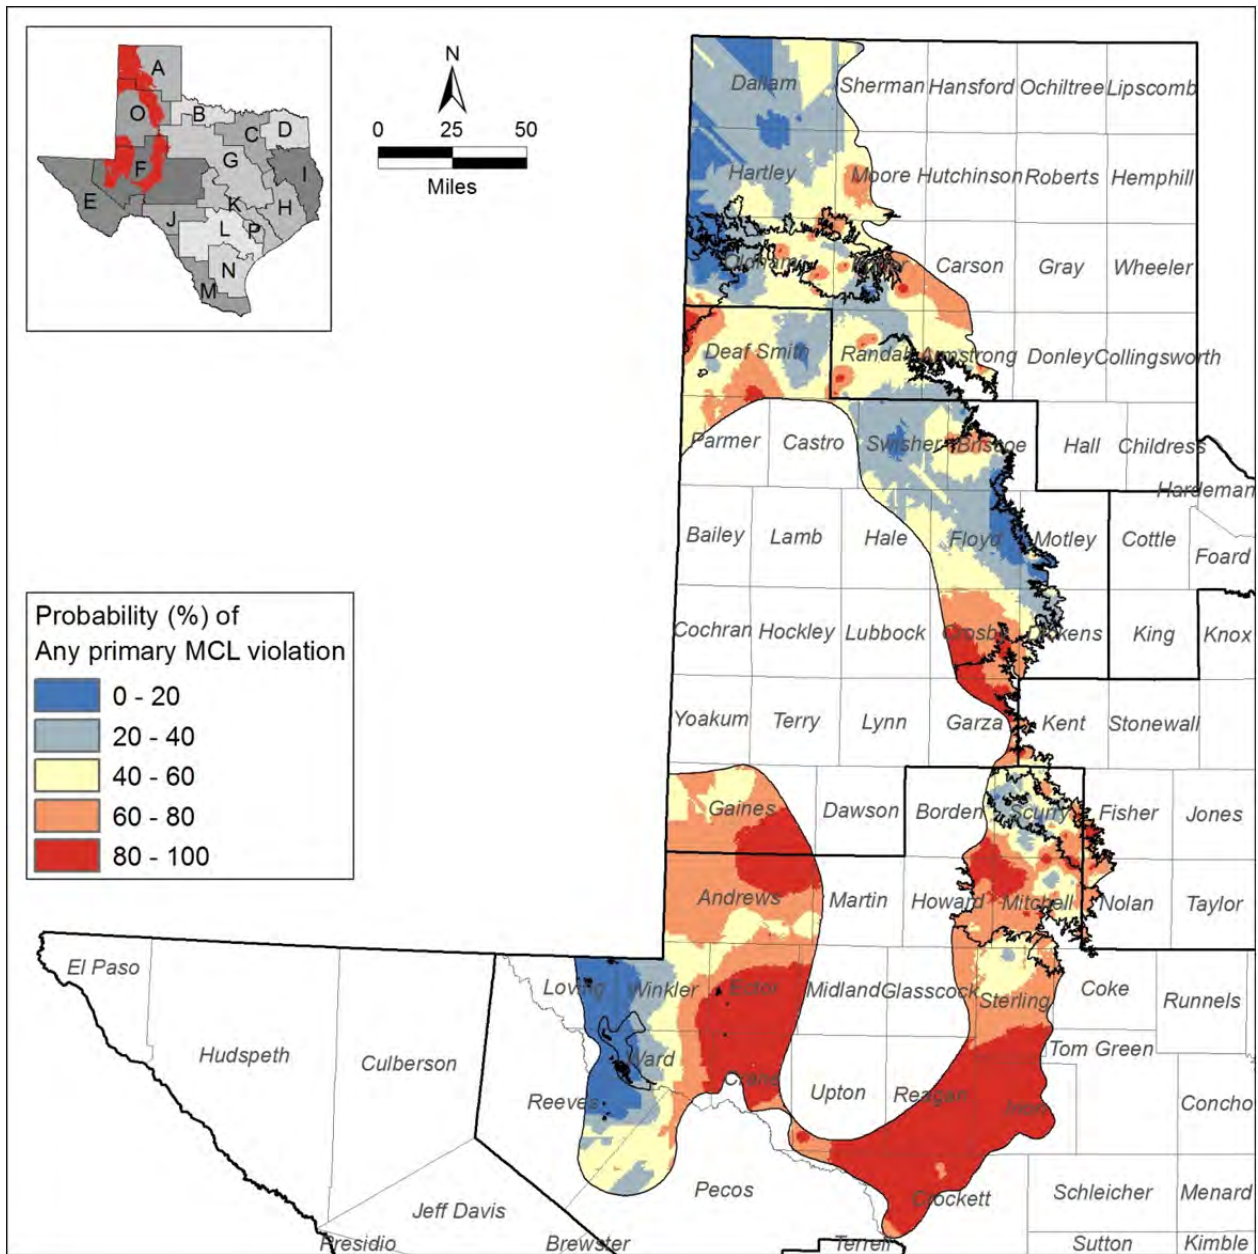 A
O
B
C
D
G
F
E
I
H
J
K
L
P
N
M
N
0 25 50
Miles
Probability (%) of
Any primary MCL violation
0 - 20
20 - 40
40 - 60
60 - 80
80 - 100
Dallam Sherman Hansford Ochiltree Lipscomb
Hartley Moore Hutchinson Roberts Hemphill
Oldham Carson Gray Wheeler
Deaf Smith Randall Armstrong Donley Collingsworth
Parmer Castro Swisher Briscoe Hall Childress
Hardeman
Bailey Lamb Hale Floyd Motley Cottle Foard
Cochran Hockley Lubbock Crosby Dickens King Knox
Yoakum Terry Lynn Garza Kent Stonewall
Gaines Dawson Borden Scurry Fisher Jones
Andrews Martin Howard Mitchell Nolan Taylor
El Paso Loving Winkler Ector Midland Glasscock Sterling Coke Runnels
Hudspeth Culberson Ward Tom Green
Reeves Crane Upton Reagan Irion Concho
Pecos Crockett Schleicher Menard
Jeff Davis
Presidio Brewster Terrell Sutton Kimble